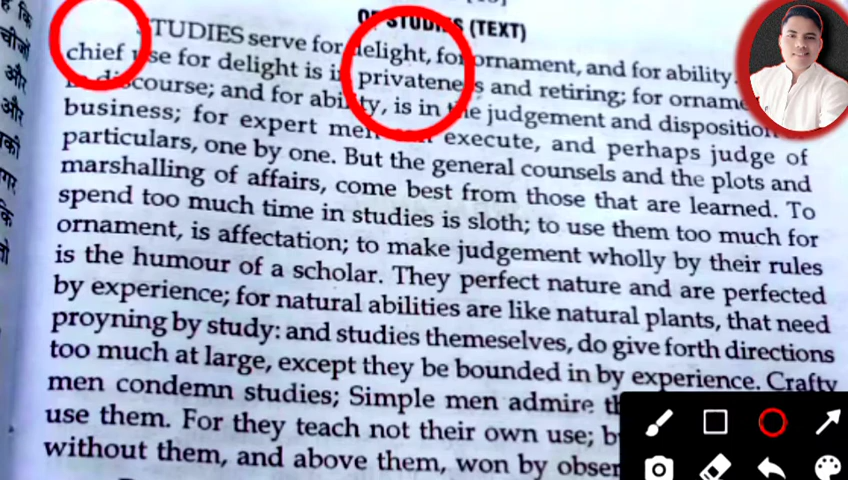 है कि
चीजों
और
और
कि
OF STUDIES (TEXT)
STUDIES serve for delight, for ornament, and for ability.
chief use for delight is in privateness and retiring; for
discourse; and for ability, is in the judgement and disposition
business; for expert men execute, and perhaps judge of
particulars, one by one. But the general counsels and the plots and
marshalling of affairs, come best from those that are learned. To
spend too much time in studies is sloth; to use them too much for
ornament, is affectation; to make judgement wholly by their rules
is the humour of a scholar. They perfect nature and are perfected
by experience; for natural abilities are like natural plants, that need
proyning by study: and studies themeselves, do give forth directions
too much at large, except they be bounded in by experience. Crafty
men condemn studies; Simple men admire
use them. For they teach not their own use;
without them, and above them, won by